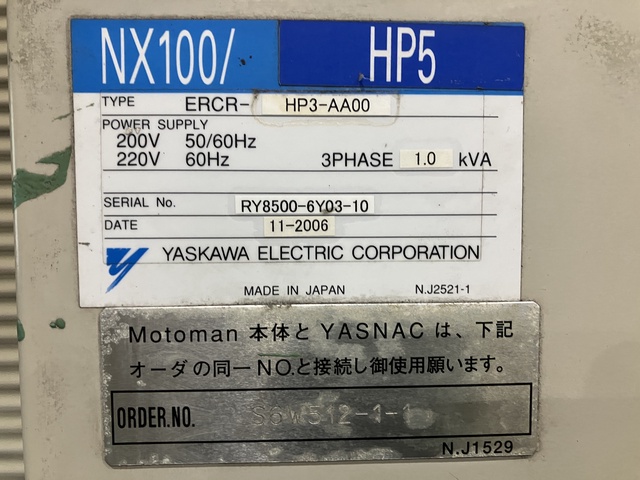 NX100/ HP5
TYPE ERCR- HP3-AA00
POWER SUPPLY
200V 50/60Hz
220V 60Hz 3PHASE 1.0 kVA
SERIAL No. RY8500-6Y03-10
DATE 11-2006
YASKAWA ELECTRIC CORPORATION
MADE IN JAPAN N.J2521-1
Motoman 本体と YASNAC は、下記
オーダの同一NO.と接続し御使用願います。
ORDER.NO.
N.J1529